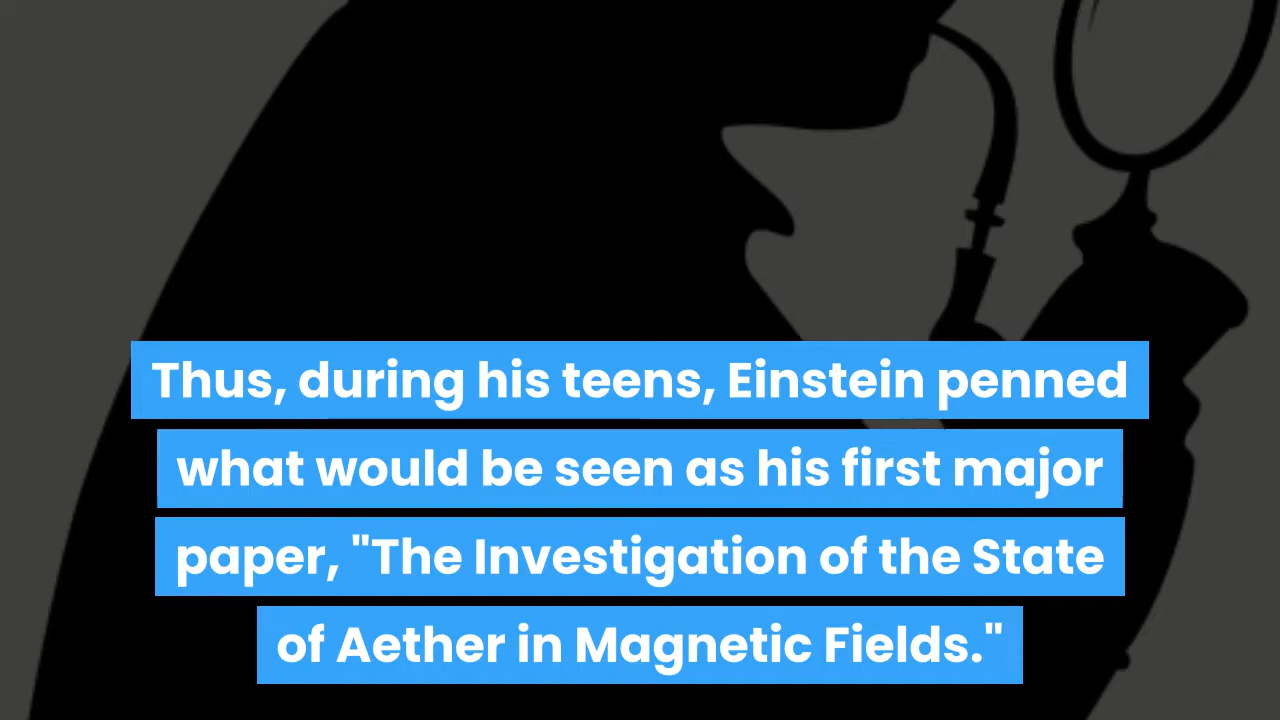 Thus, during his teens, Einstein penned
what would be seen as his first major
paper, "The Investigation of the State
of Aether in Magnetic Fields."